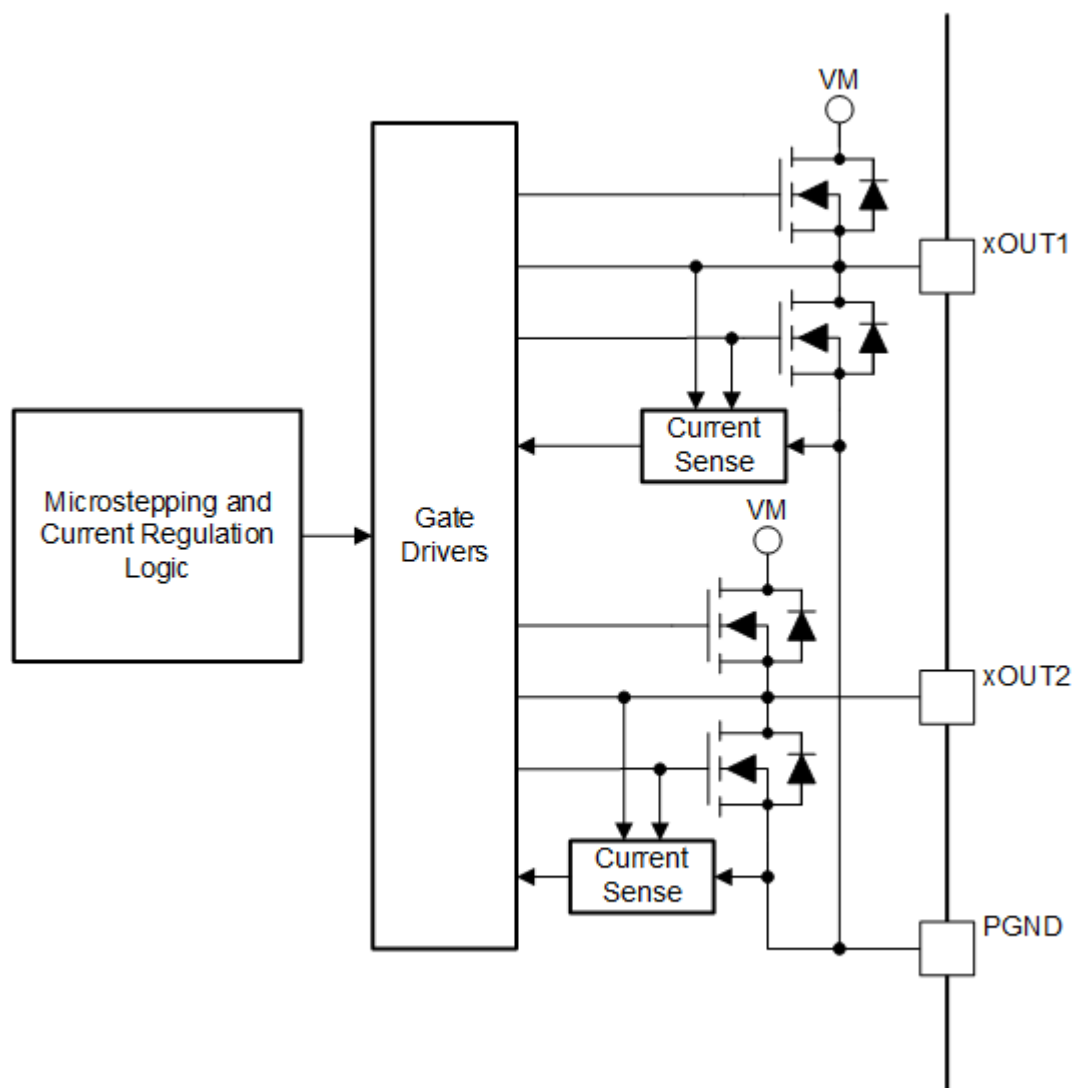 VM
xOUT1
Current
Sense
Microstepping and
Current Regulation
Logic
Gate
Drivers
VM
xOUT2
Current
Sense
PGND